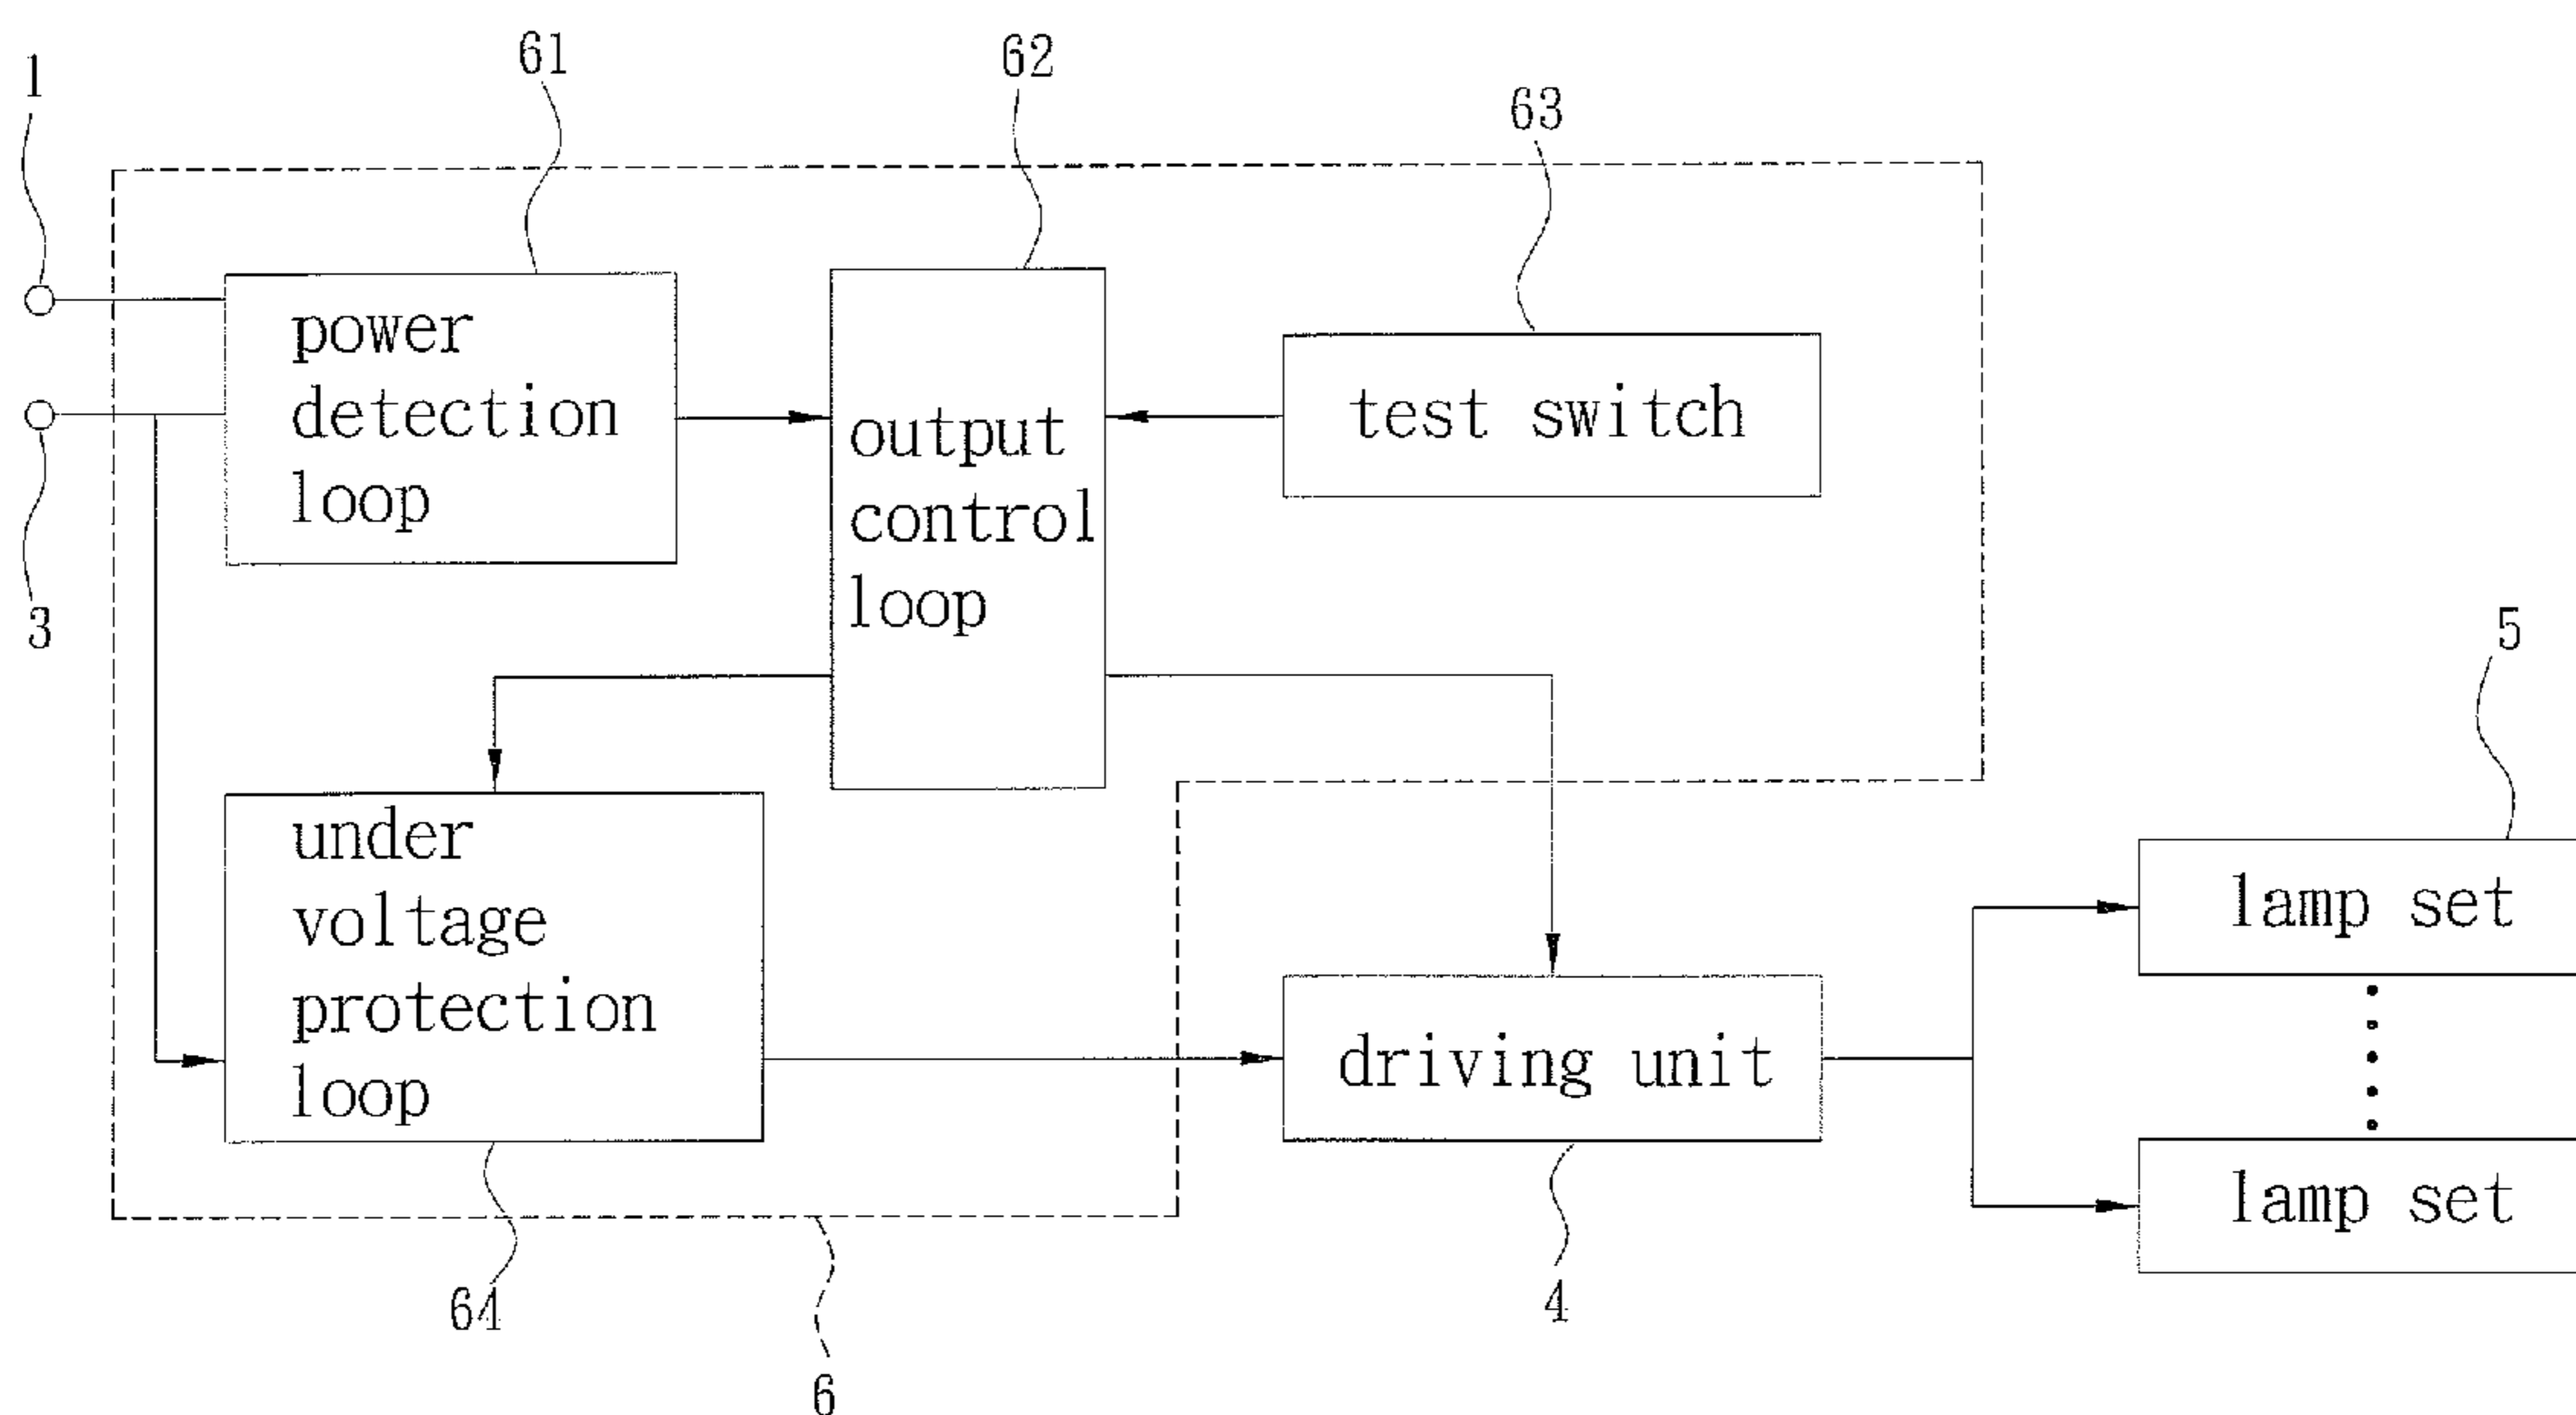 1
61
62
63
power
detection
loop
output
control
loop
test switch
3
5
under
voltage
protection
loop
driving unit
lamp set
lamp set
64
4
6